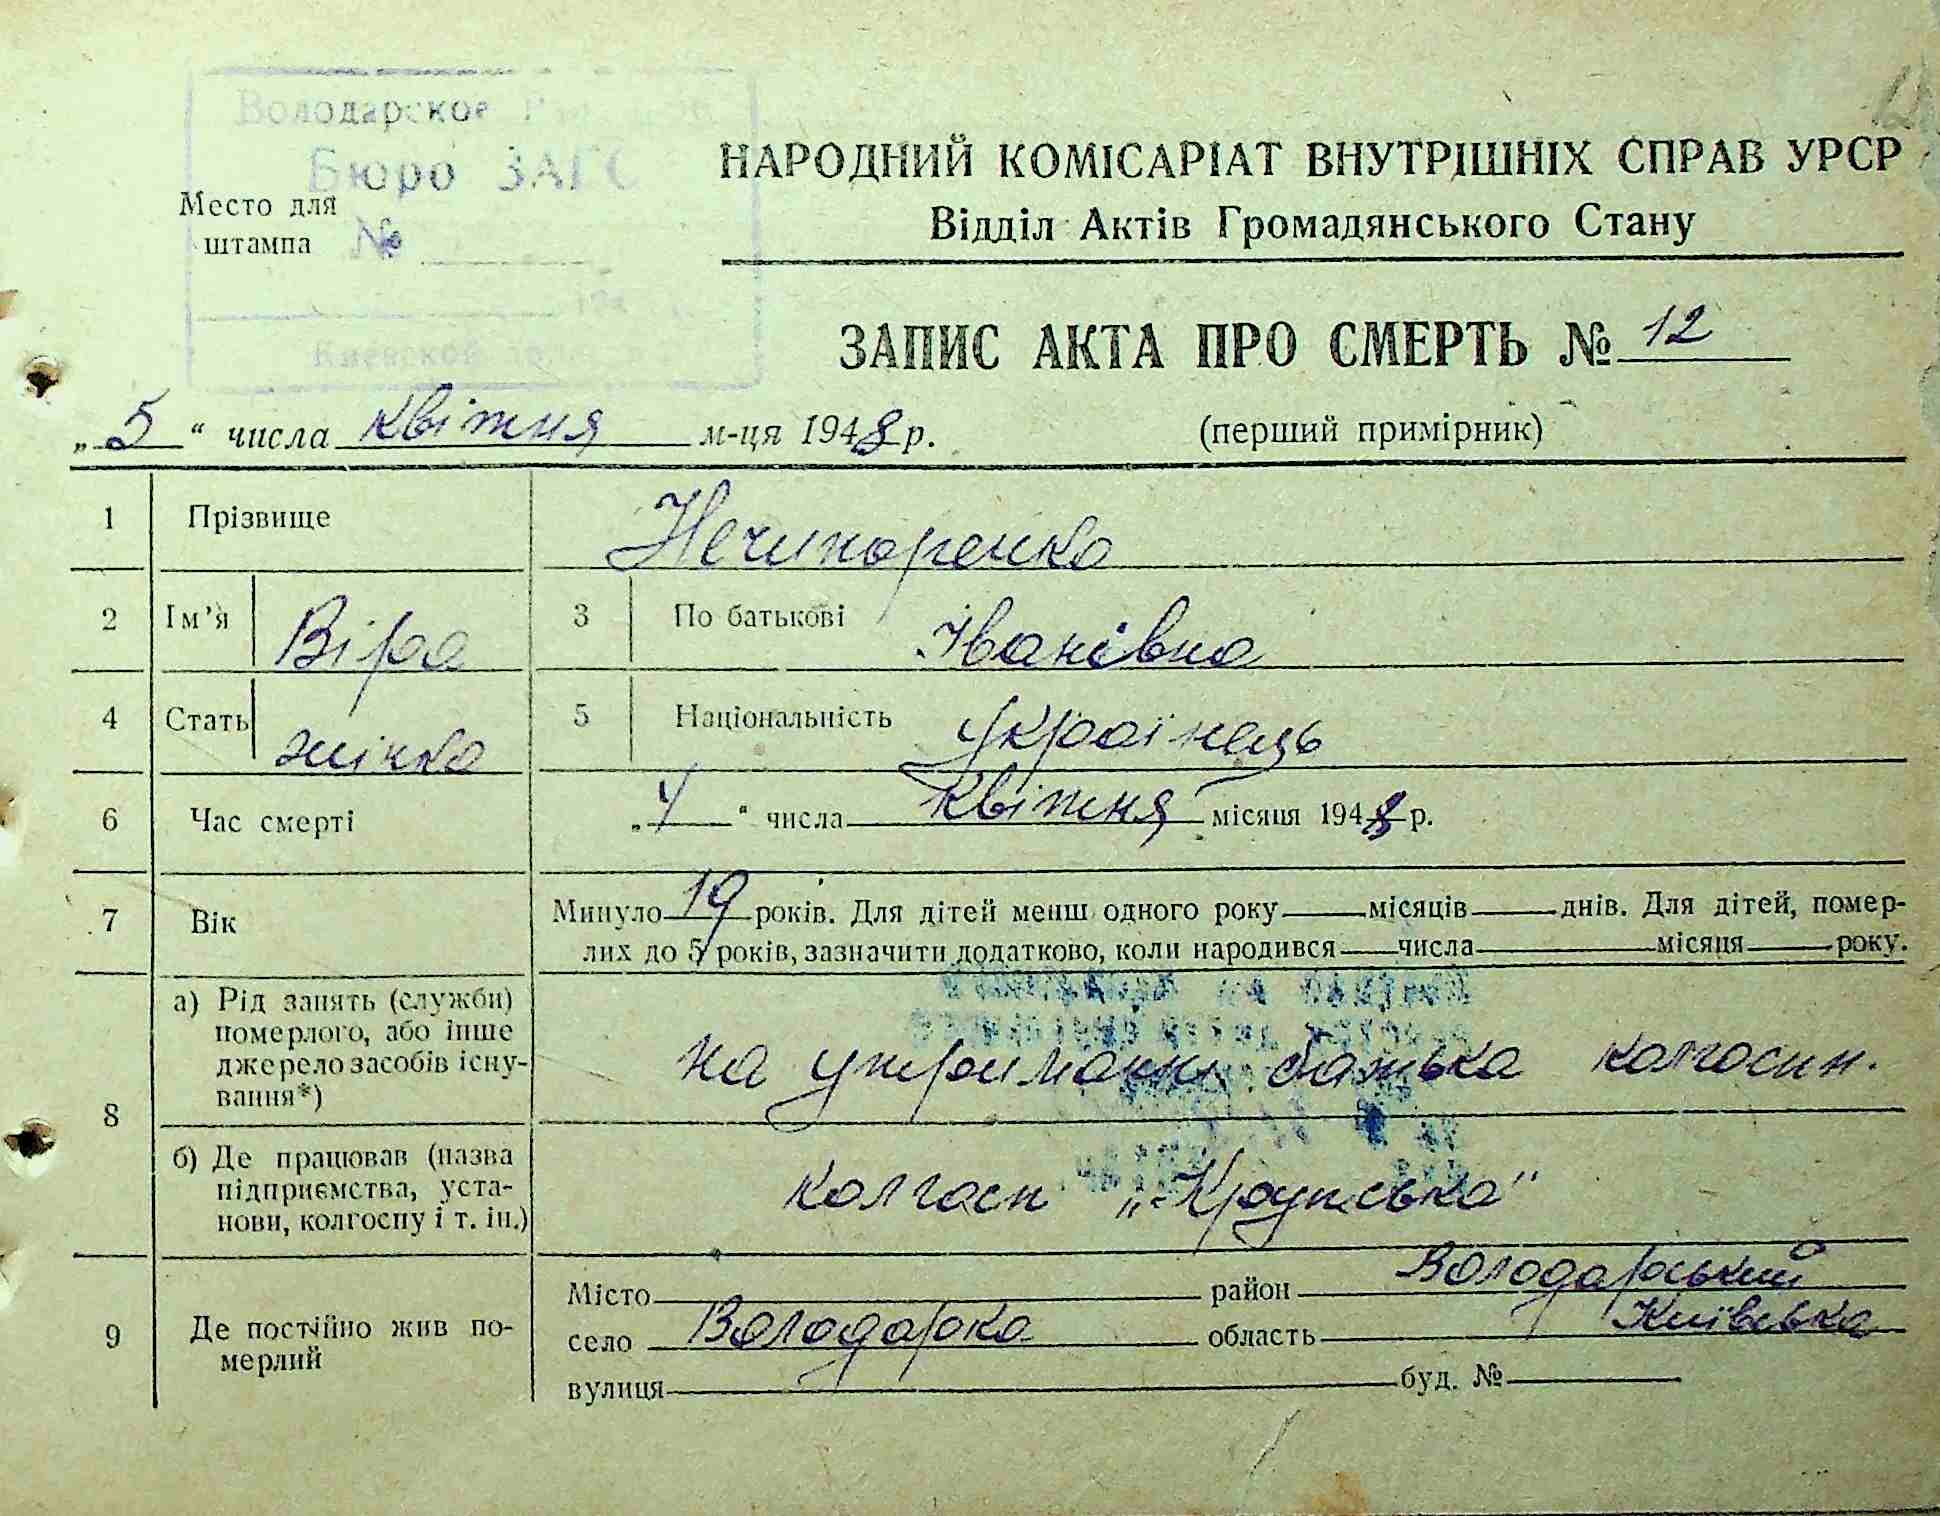 Володарское
Бюро ЗАГС
Место для
штампа
№
Киевской
НАРОДНИЙ КОМІСАРІАТ ВНУТРІШНІХ СПРАВ УРСР
Відділ Актів Громадянського Стану
ЗАПИС АКТА ПРО СМЕРТЬ № 12
„5“ числа квітня м-ця 1948 р.
(перший примірник)
1 Прізвище Нечипоренко
2 Ім'я Віра 3 По батькові Іванівна
4 Стать жінка 5 Національність українець
6 Час смерті „4“ числа квітня місяця 1948 р.
7 Вік Минуло 19 років. Для дітей менш одного року місяців днів. Для дітей, помер-
лих до 5 років, зазначити додатково, коли народився числа місяця року.
8 а) Рід занять (служби)
померлого, або інше
джерело засобів існу-
вання*)
на утриманні батька колгоспн.
б) Де працював (назва
підприємства, уста-
нови, колгоспу і т. ін.)
колгосп „Крупська"
9 Де постійно жив по-
мерлий
Місто район Володарський
село Володарка область Київська
вулиця буд. №